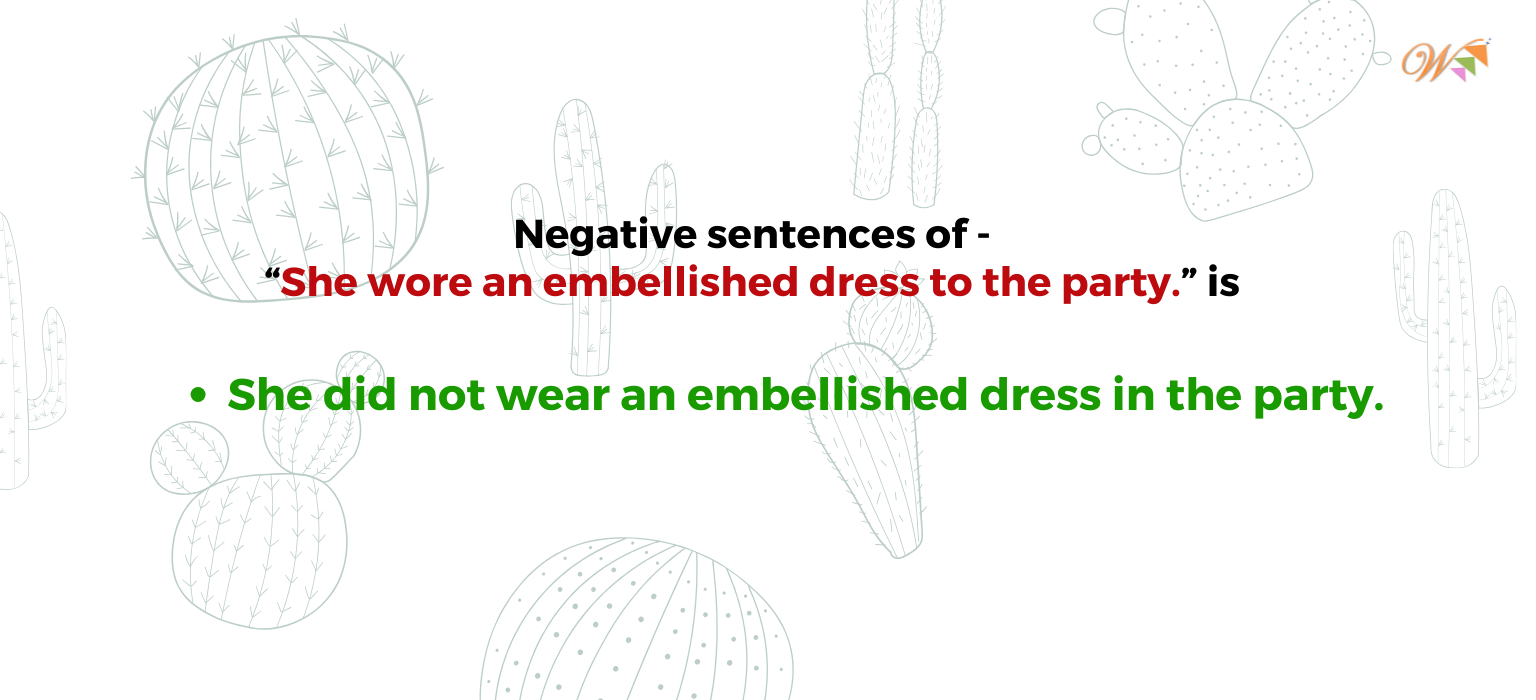 W
Negative sentences of -
“She wore an embellished dress to the party.” is
• She did not wear an embellished dress in the party.